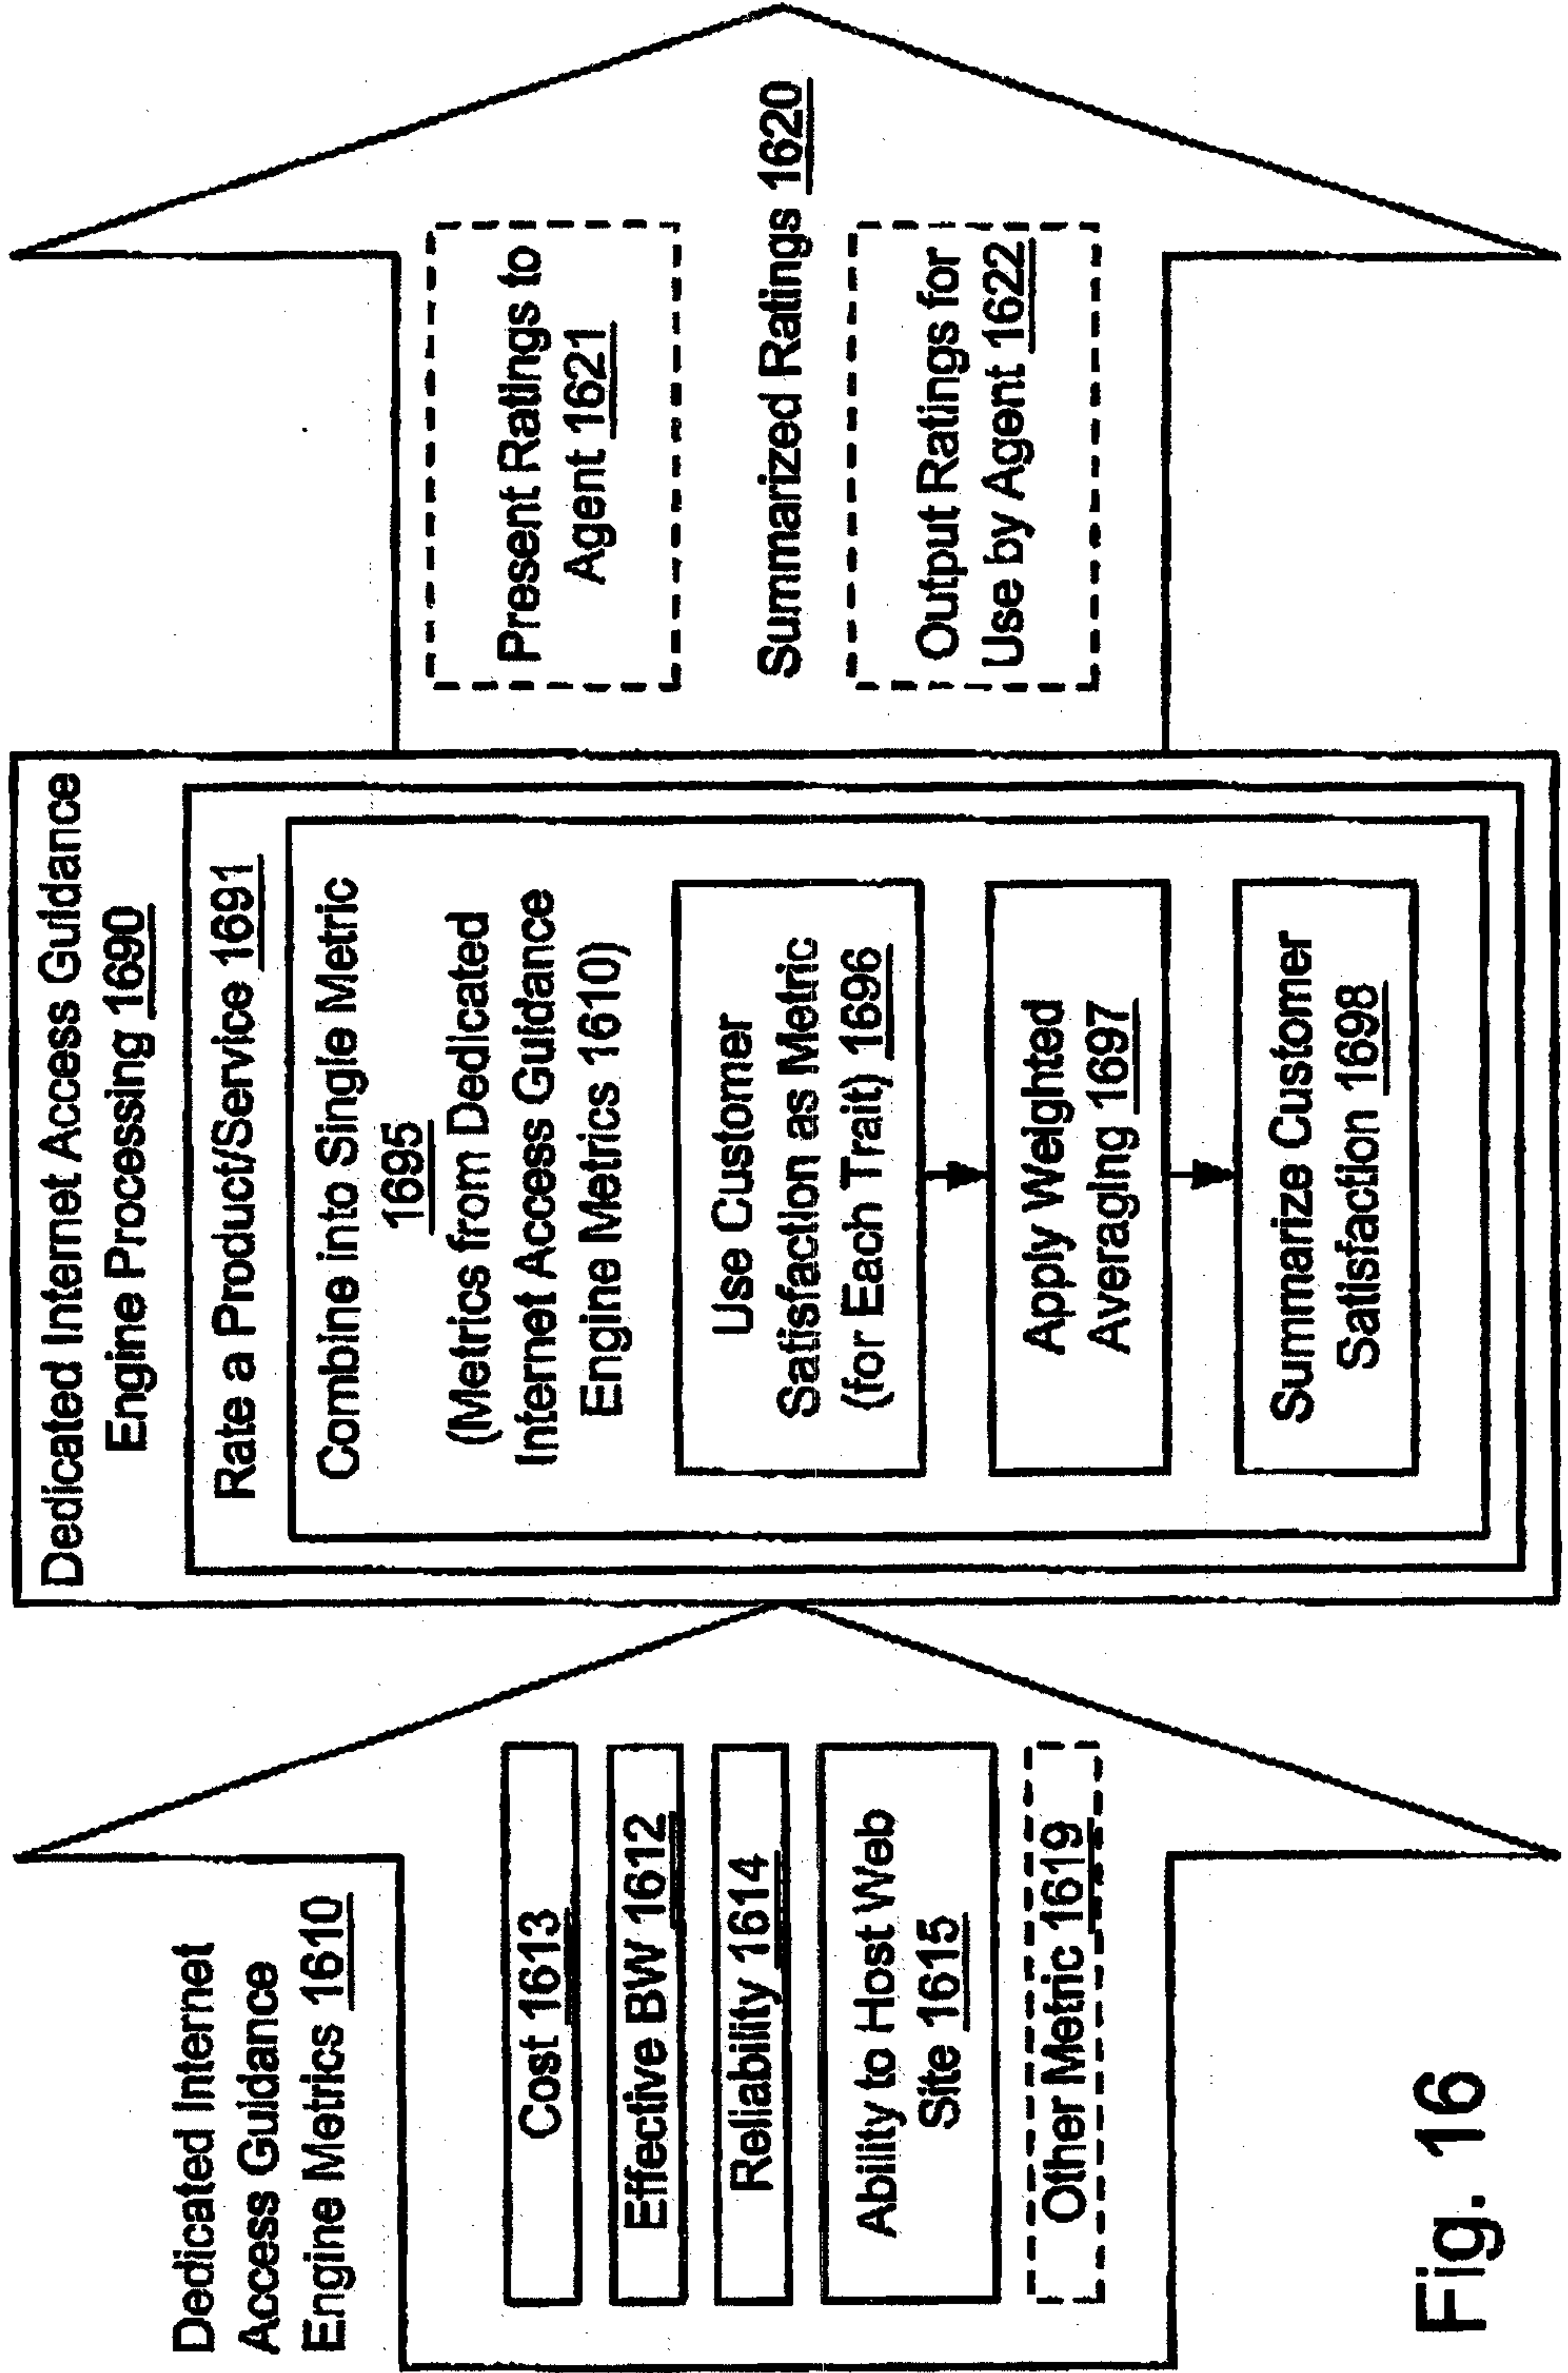 Dedicated Internet
Access Guidance
Engine Metrics 1610
Cost 1613
Effective BW 1612
Reliability 1614
Ability to Host Web
Site 1615
Other Metric 1619
Dedicated Internet Access Guidance
Engine Processing 1690
Rate a Product/Service 1691
Combine into Single Metric
1695
(Metrics from Dedicated
Internet Access Guidance
Engine Metrics 1610)
Use Customer
Satisfaction as Metric
(for Each Trait) 1696
Apply Weighted
Averaging 1697
Summarize Customer
Satisfaction 1698
Present Ratings to
Agent 1621
Summarized Ratings 1620
Output Ratings for
Use by Agent 1622
Fig. 16